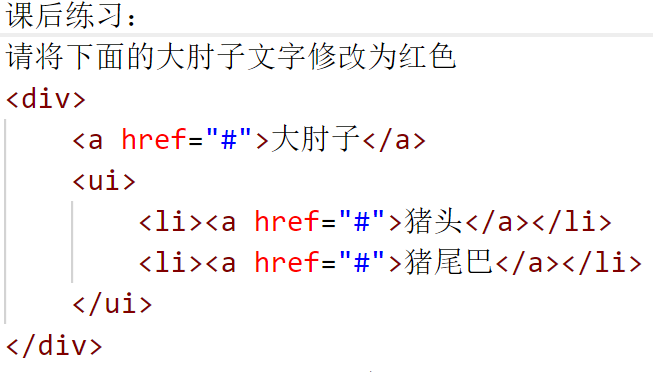 课后练习：
请将下面的大肘子文字修改为红色
<div>
<a href="#">大肘子</a>
<ui>
<li><a href="#">猪头</a></li>
<li><a href="#">猪尾巴</a></li>
</ui>
</div>